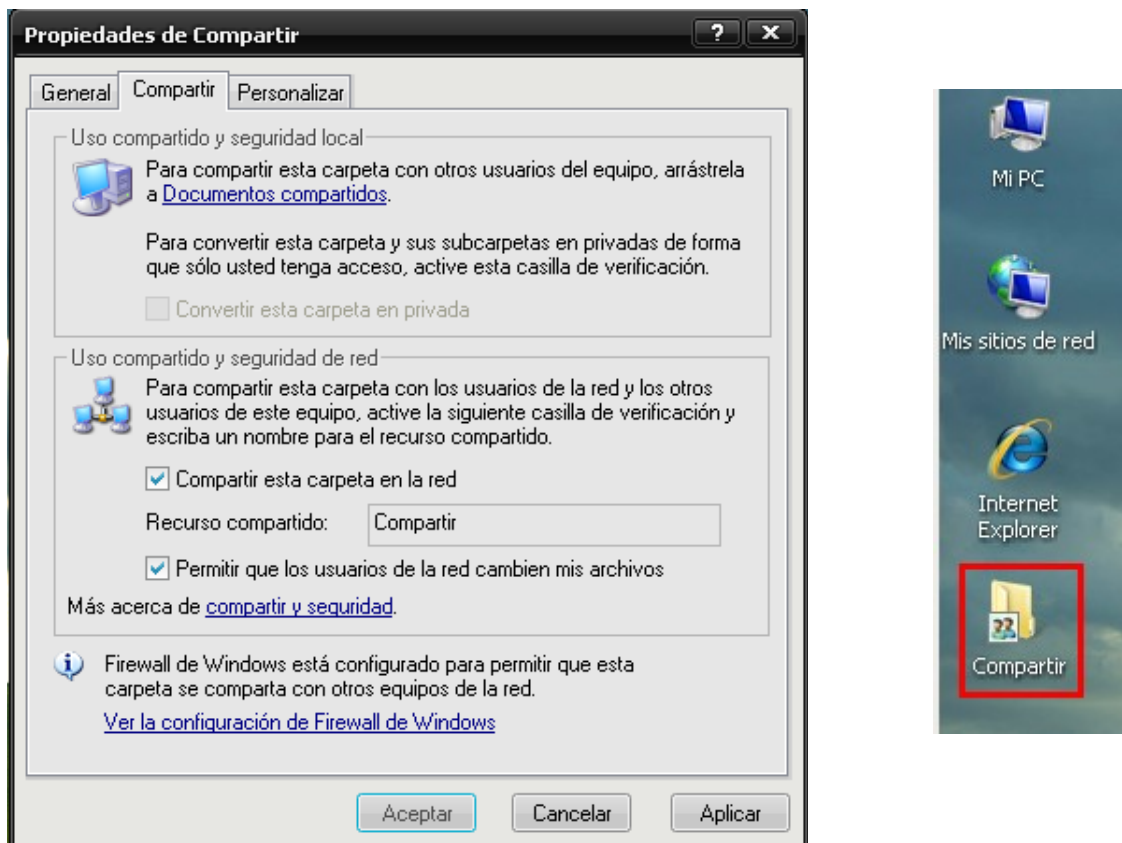 Propiedades de Compartir
General Compartir Personalizar
Uso compartido y seguridad local
Para compartir esta carpeta con otros usuarios del equipo, arrástrela
a Documentos compartidos.
Para convertir esta carpeta y sus subcarpetas en privadas de forma
que sólo usted tenga acceso, active esta casilla de verificación.
Convertir esta carpeta en privada
Uso compartido y seguridad de red
Para compartir esta carpeta con los usuarios de la red y los otros
usuarios de este equipo, active la siguiente casilla de verificación y
escriba un nombre para el recurso compartido.
Compartir esta carpeta en la red
Recurso compartido: Compartir
Permitir que los usuarios de la red cambien mis archivos
Más acerca de compartir y seguridad.
Firewall de Windows está configurado para permitir que esta
carpeta se comparta con otros equipos de la red.
Ver la configuración de Firewall de Windows
Aceptar Cancelar Aplicar
Mi PC
Mis sitios de red
Internet
Explorer
Compartir